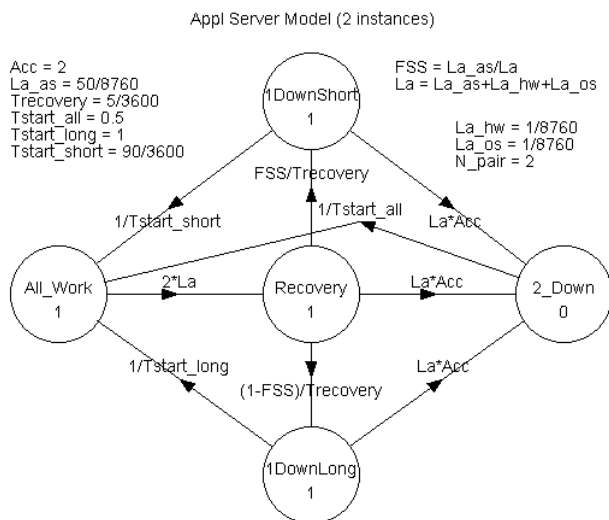 Appl Server Model (2 instances)
Acc = 2
La_as = 50/8760
Trecovery = 5/3600
Tstart_all = 0.5
Tstart_long = 1
Tstart_short = 90/3600
FSS = La_as/La
La = La_as+La_hw+La_os
La_hw = 1/8760
La_os = 1/8760
N_pair = 2
1DownShort
1
FSS/Trecovery
1/Tstart_all
1/Tstart_short
La*Acc
All_Work
1
2*La
Recovery
1
La*Acc
2_Down
0
1/Tstart_long
(1-FSS)/Trecovery
La*Acc
1DownLong
1